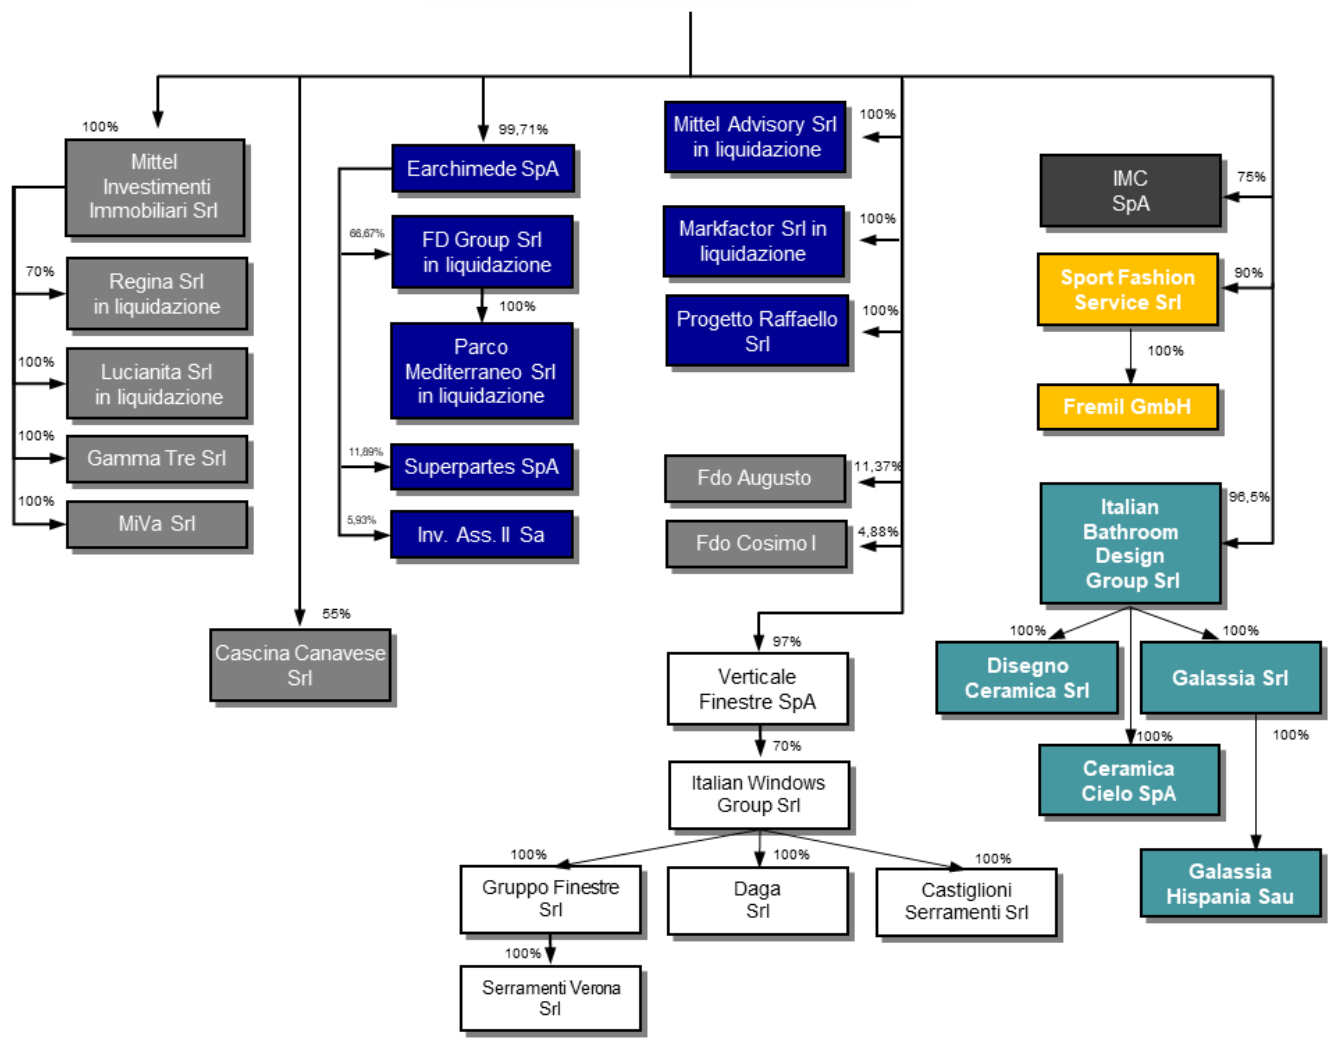 100%
Mittel
Investimenti
Immobiliari Srl
70%
Regina Srl
in liquidazione
100%
Lucianita Srl
in liquidazione
100%
Gamma Tre Srl
100%
MiVa Srl
55%
Cascina Canavese
Srl
99,71%
Earchimede SpA
66,67%
FD Group Srl
in liquidazione
100%
Parco
Mediterraneo Srl
in liquidazione
11,89%
Superpartes SpA
5,93%
Inv. Ass. II Sa
Mittel Advisory Srl
in liquidazione
100%
Markfactor Srl in
liquidazione
100%
Progetto Raffaello
Srl
100%
Fdo Augusto
11,37%
Fdo Cosimo I
4,88%
97%
Verticale
Finestre SpA
70%
Italian Windows
Group Srl
100%
Gruppo Finestre
Srl
100%
Serramenti Verona
Srl
100%
Daga
Srl
100%
Castiglioni
Serramenti Srl
IMC
SpA
75%
Sport Fashion
Service Srl
90%
100%
Fremil GmbH
Italian
Bathroom
Design
Group Srl
96,5%
100%
Disegno
Ceramica Srl
100%
Galassia Srl
100%
Ceramica
Cielo SpA
100%
Galassia
Hispania Sau